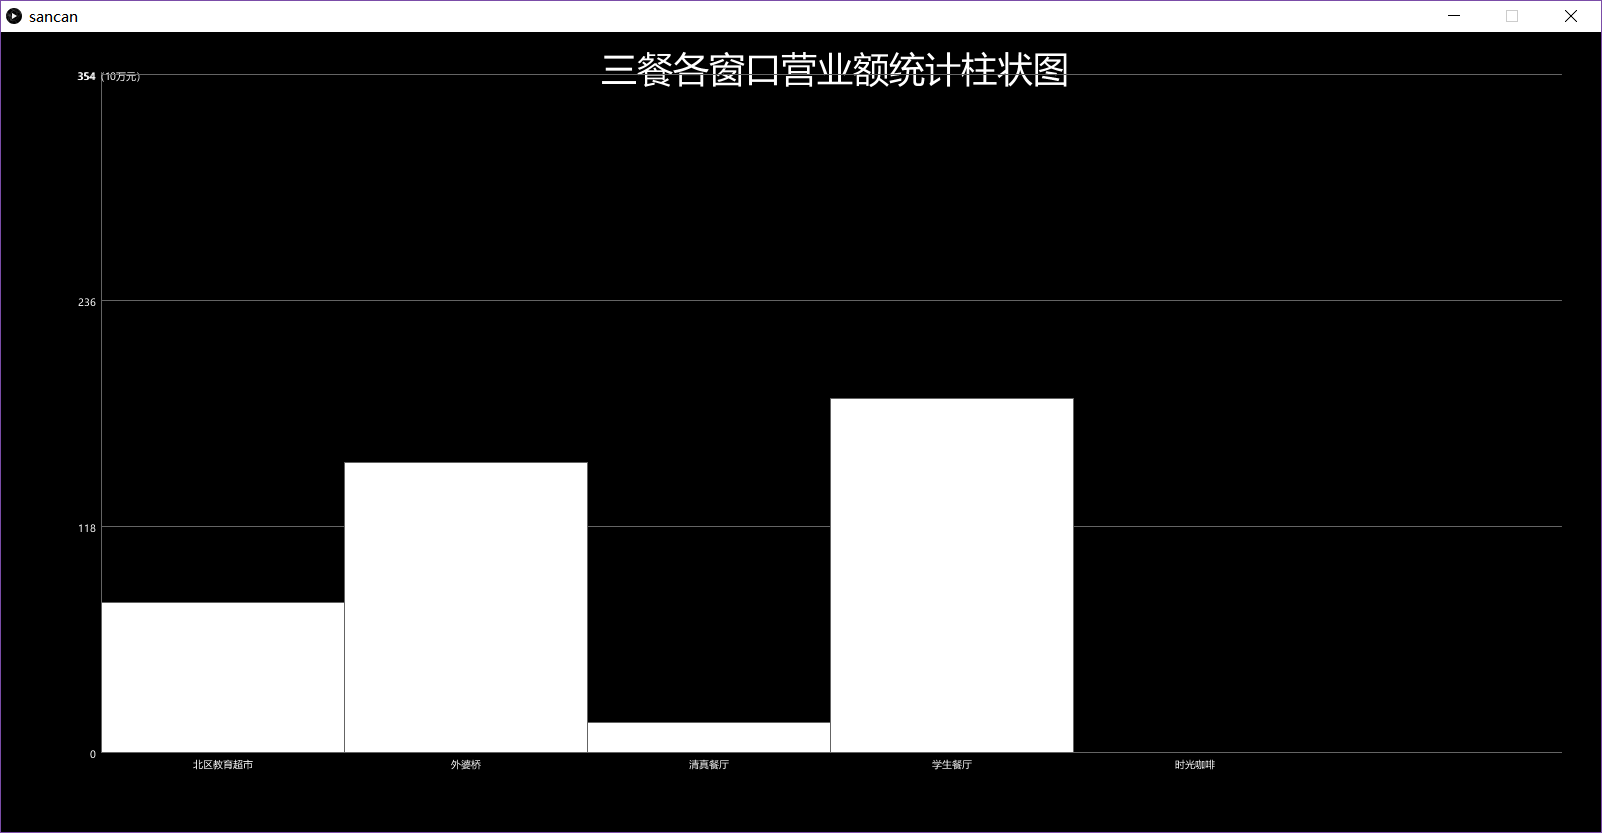 sancan
三餐各窗口营业额统计柱状图
354 (10万元)
236
118
0
北区教育超市 外婆桥 清真餐厅 学生餐厅 时光咖啡